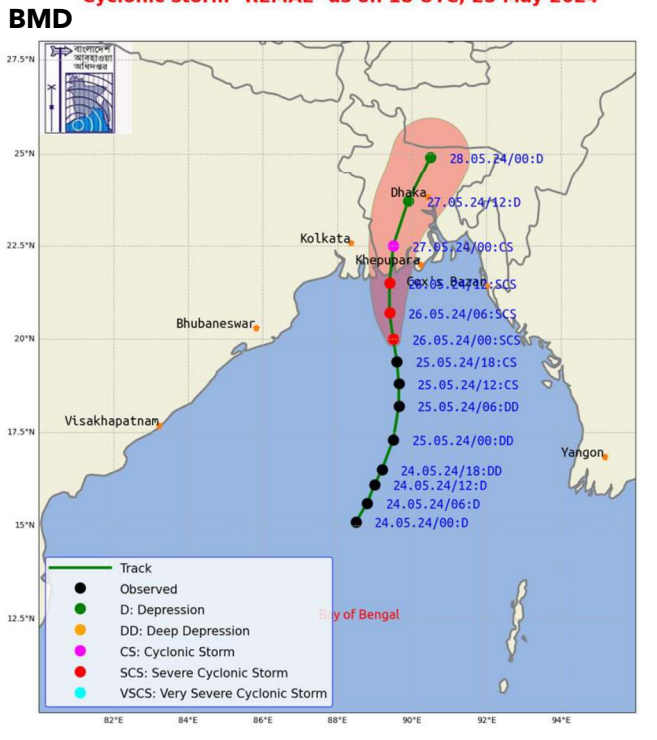 Cyclonic Storm "REMAL" as on 18 UTC, 25 May 2024
BMD
বাংলাদেশ
আবহাওয়া
অধিদপ্তর
27.5°N
25°N
22.5°N
20°N
17.5°N
15°N
12.5°N
28.05.24/00:D
Dhaka
27.05.24/12:D
Kolkata
27.05.24/00:CS
Khepupara
Cox's Bazar
26.05.24/12:SCS
26.05.24/06:SCS
Bhubaneswar
26.05.24/00:SCS
25.05.24/18:CS
25.05.24/12:CS
25.05.24/06:DD
Visakhapatnam
25.05.24/00:DD
Yangon
24.05.24/18:DD
24.05.24/12:D
24.05.24/06:D
24.05.24/00:D
Bay of Bengal
Track
Observed
D: Depression
DD: Deep Depression
CS: Cyclonic Storm
SCS: Severe Cyclonic Storm
VSCS: Very Severe Cyclonic Storm
82°E 84°E 86°E 88°E 90°E 92°E 94°E